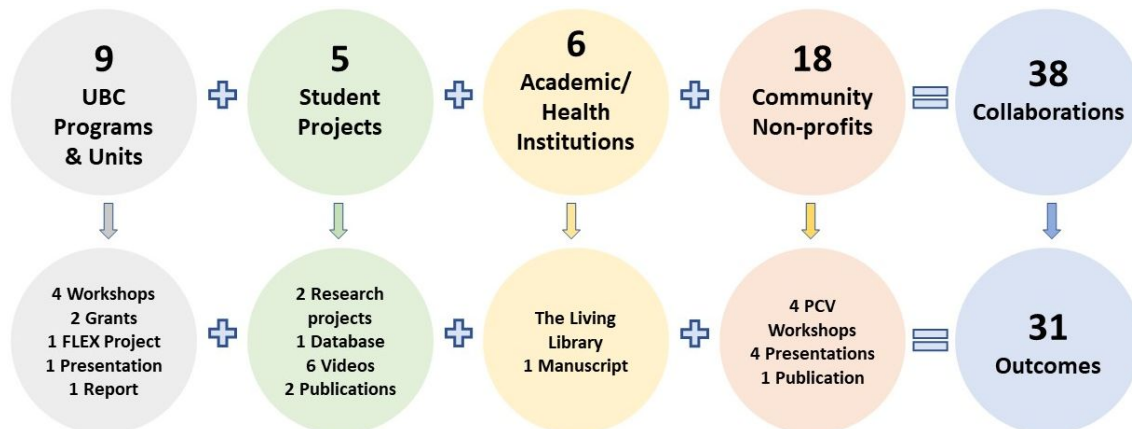 9
UBC
Programs
& Units
5
Student
Projects
6
Academic/
Health
Institutions
18
Community
Non-profits
38
Collaborations
4 Workshops
2 Grants
1 FLEX Project
1 Presentation
1 Report
2 Research
projects
1 Database
6 Videos
2 Publications
The Living
Library
1 Manuscript
4 PCV
Workshops
4 Presentations
1 Publication
31
Outcomes